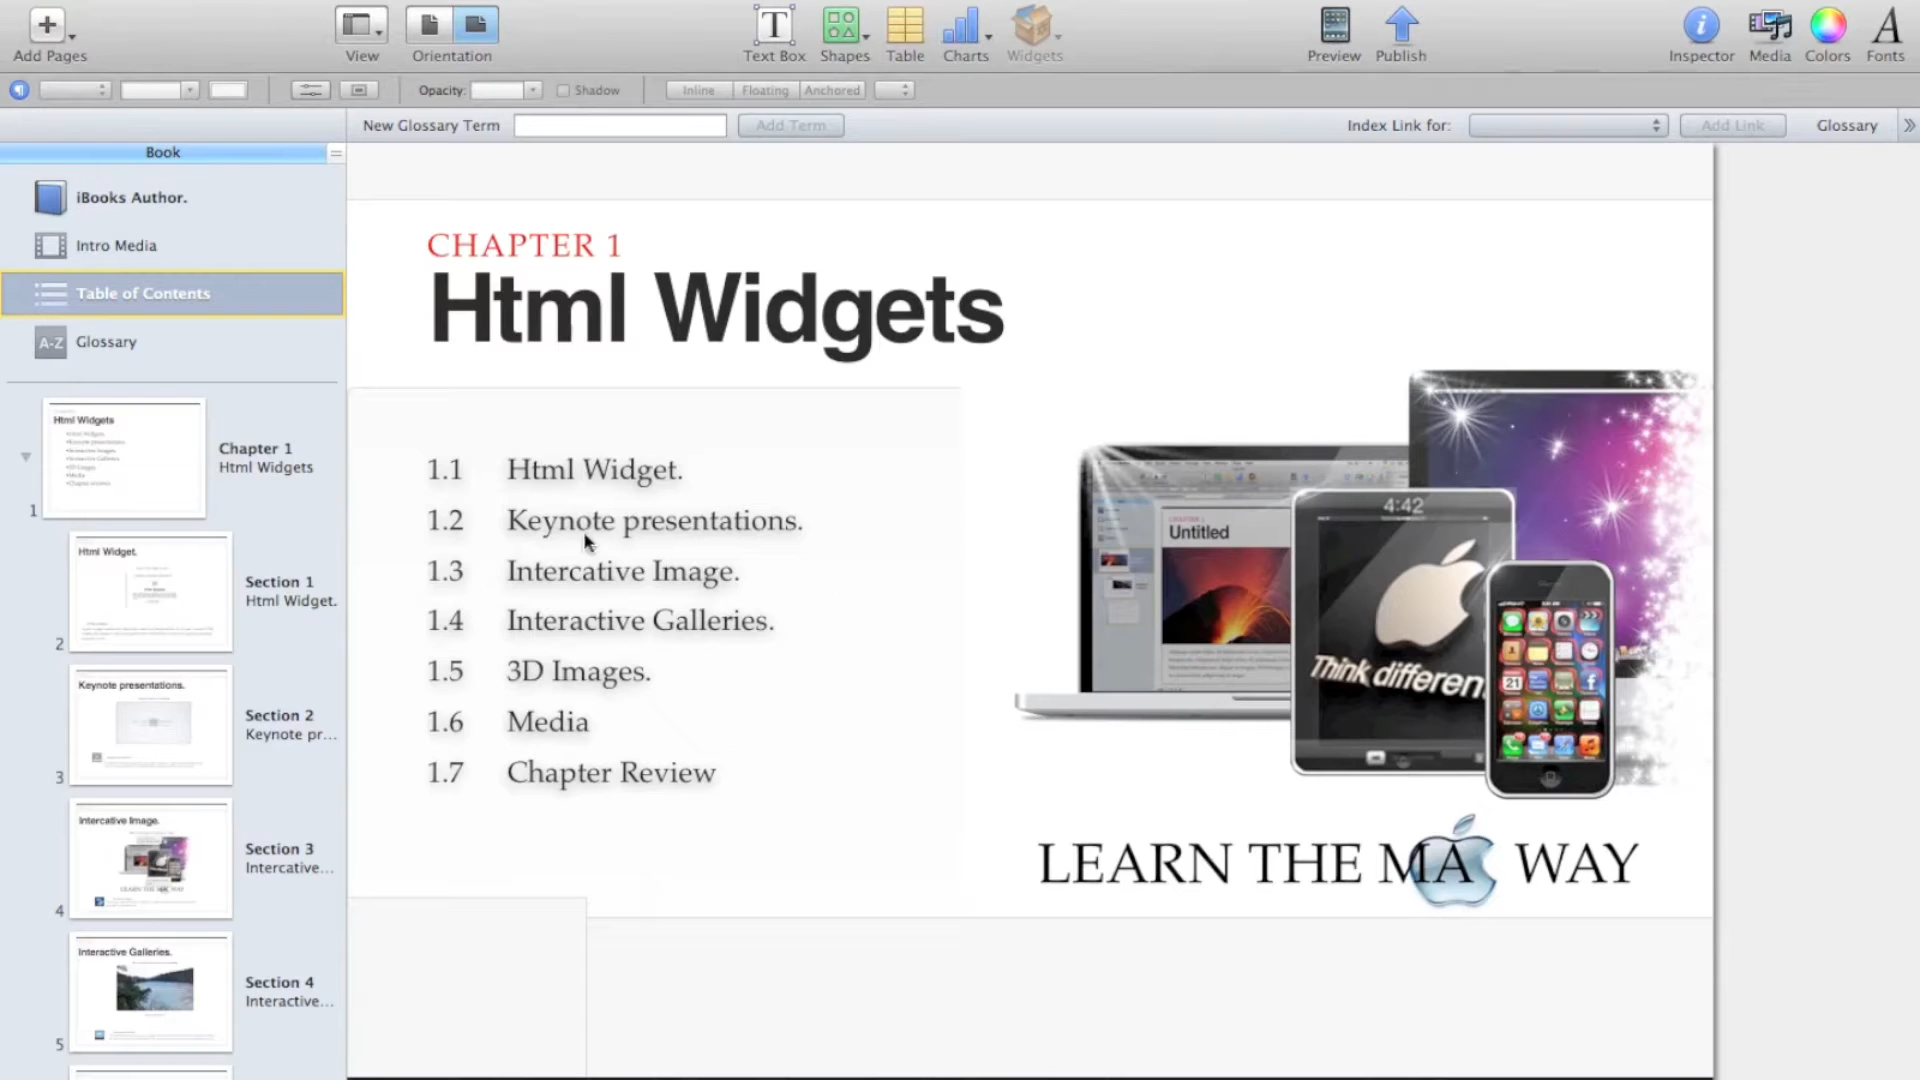 Add Pages
View
Orientation
Text Box
Shapes
Table
Charts
Widgets
Preview
Publish
Inspector
Media
Colors
Fonts
Opacity:
Shadow
Inline
Floating
Anchored
New Glossary Term
Add Term
Index Link for:
Add Link
Glossary
Book
iBooks Author.
Intro Media
Table of Contents
A-Z
Glossary
Html Widgets
Chapter 1
Html Widgets
1
Html Widget.
Section 1
Html Widget.
2
Keynote presentations.
Section 2
Keynote pr...
3
Intercative Image.
LEARN THE MA WAY
Section 3
Intercative...
4
Interactive Galleries.
Section 4
Interactive...
5
CHAPTER 1
Html Widgets
1.1 Html Widget.
1.2 Keynote presentations.
1.3 Intercative Image.
1.4 Interactive Galleries.
1.5 3D Images.
1.6 Media
1.7 Chapter Review
Untitled
4:42
Think differen
LEARN THE MA WAY